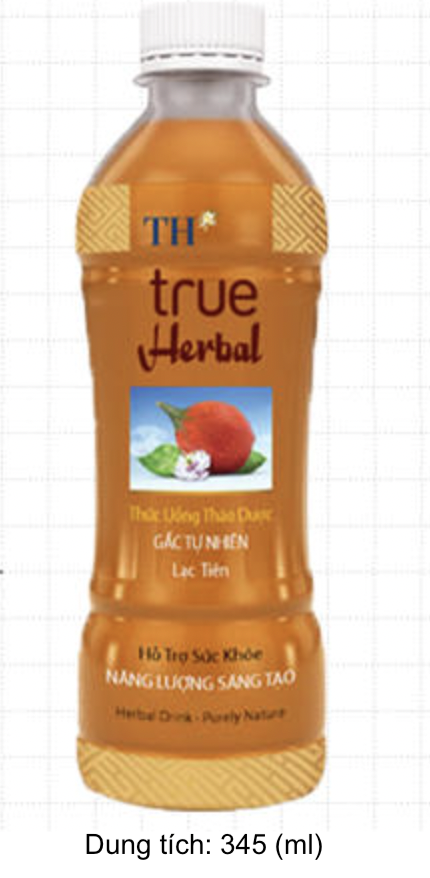 TH
true
Herbal
Thức Uống Thảo Dược
GẤC TỰ NHIÊN
Lạc Tiên
Hỗ Trợ Sức Khỏe
NĂNG LƯỢNG SÁNG TẠO
Herbal Drink - Purely Nature
Dung tích: 345 (ml)